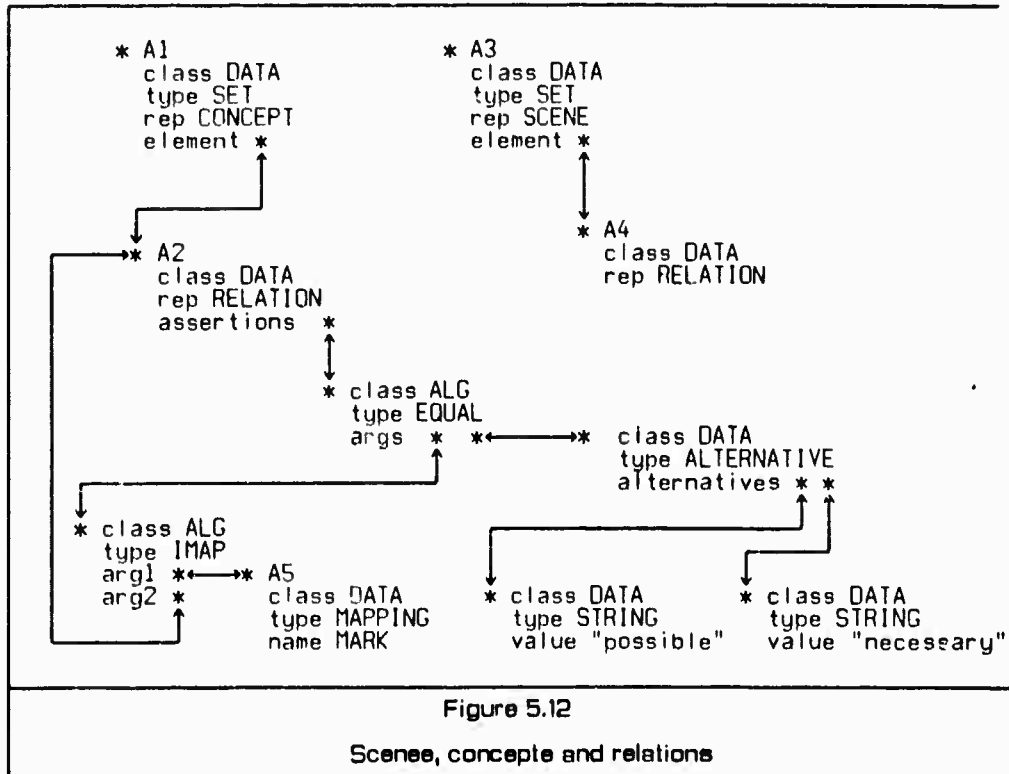 * A1
class DATA
type SET
rep CONCEPT
element *
* A3
class DATA
type SET
rep SCENE
element *
* A4
class DATA
rep RELATION
* A2
class DATA
rep RELATION
assertions *
* class ALG
type EQUAL
args * *
* class DATA
type ALTERNATIVE
alternatives * *
* class ALG
type IMAP
arg1 *
arg2 *
* A5
class DATA
type MAPPING
name MARK
* class DATA
type STRING
value "possible"
* class DATA
type STRING
value "necessary"
Figure 5.12
Scenee, concepte and relations